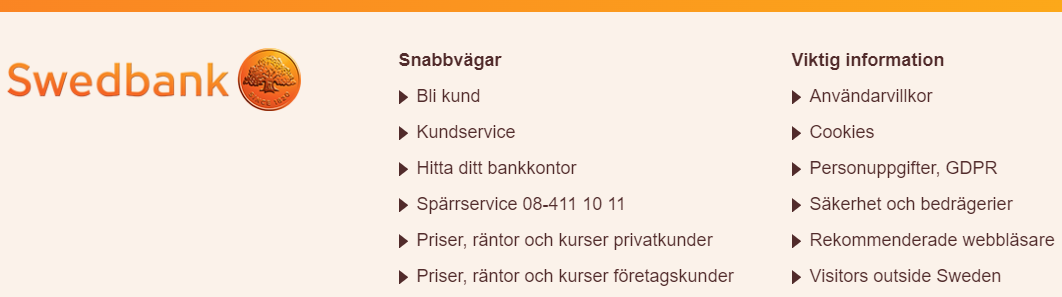 Swedbank
SINCE 1820
Snabbvägar
Bli kund
Kundservice
Hitta ditt bankkontor
Spärrservice 08-411 10 11
Priser, räntor och kurser privatkunder
Priser, räntor och kurser företagskunder
Viktig information
Användarvillkor
Cookies
Personuppgifter, GDPR
Säkerhet och bedrägerier
Rekommenderade webbläsare
Visitors outside Sweden